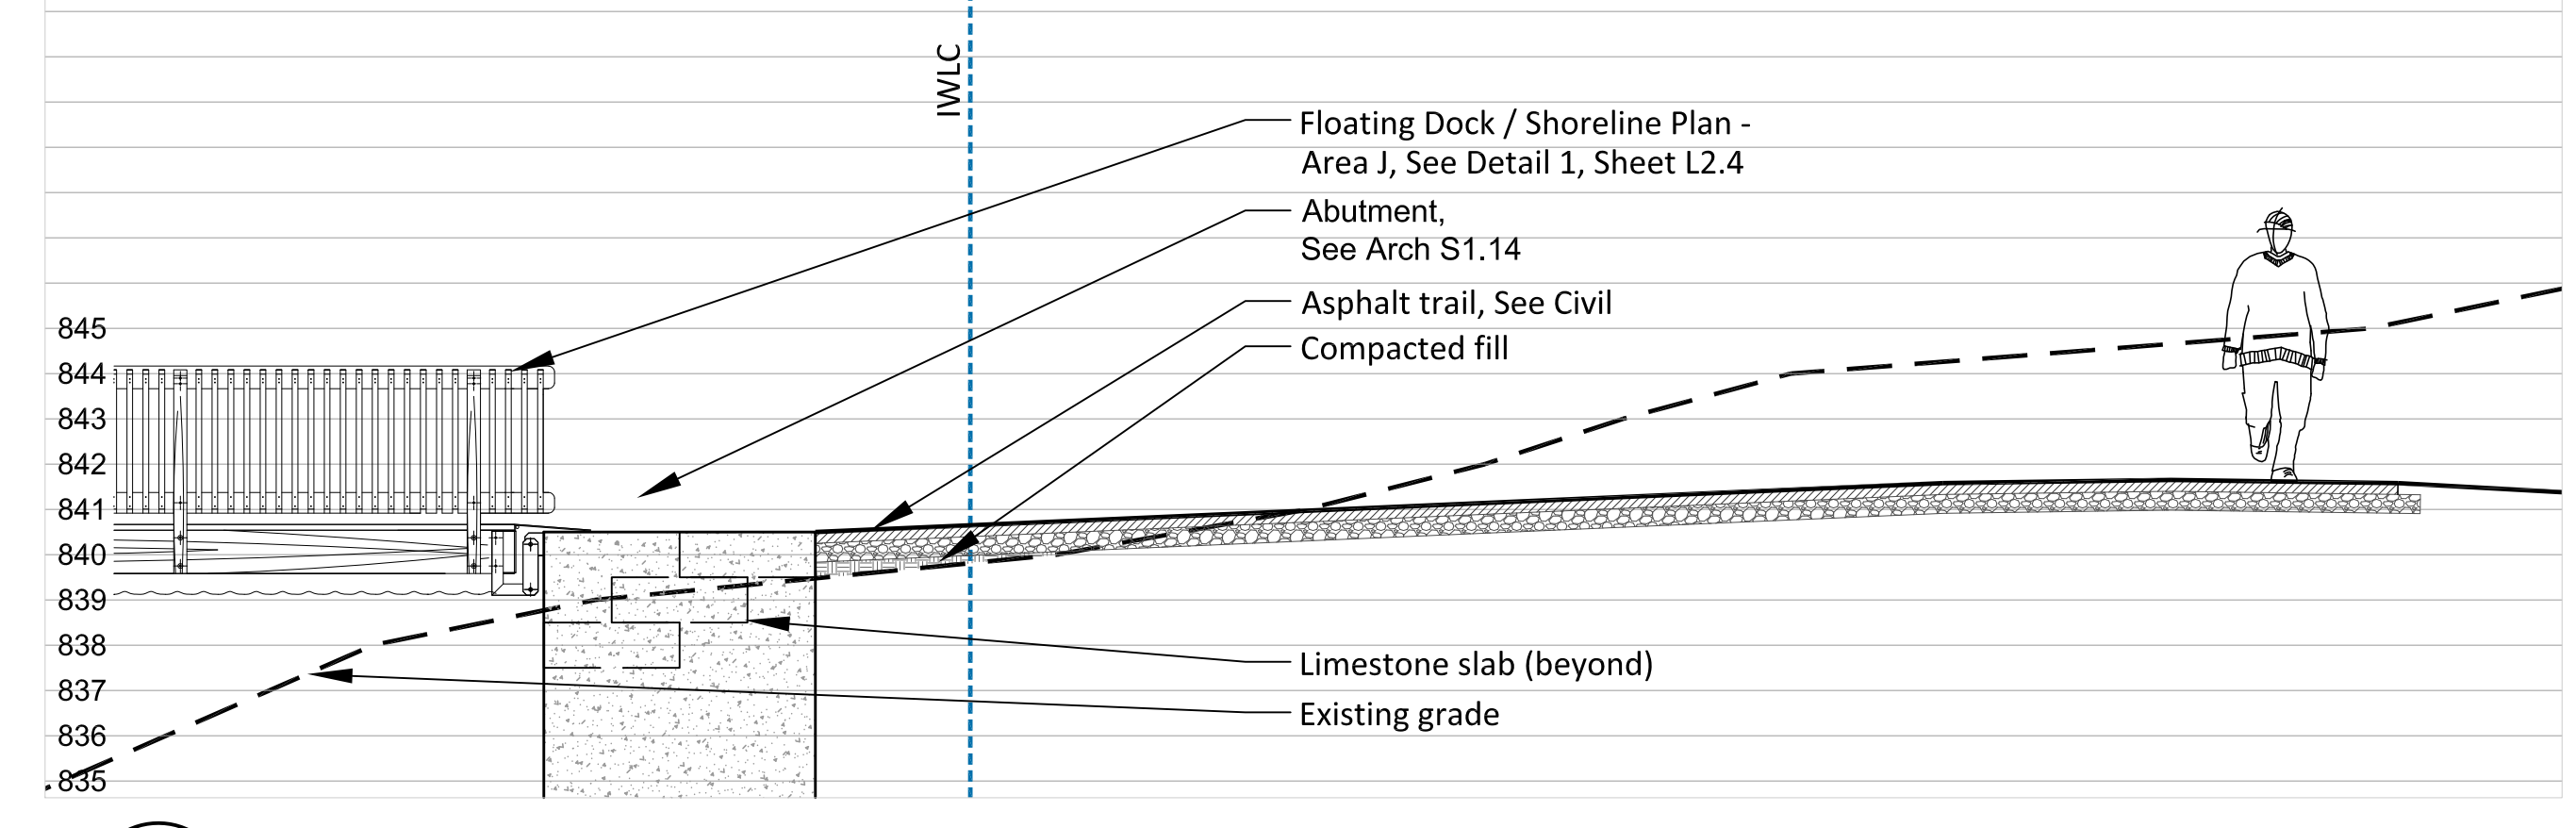 IWLC
Floating Dock / Shoreline Plan -
Area J, See Detail 1, Sheet L2.4
Abutment,
See Arch S1.14
Asphalt trail, See Civil
Compacted fill
845
844
843
842
841
840
839
838
837
836
835
Limestone slab (beyond)
Existing grade